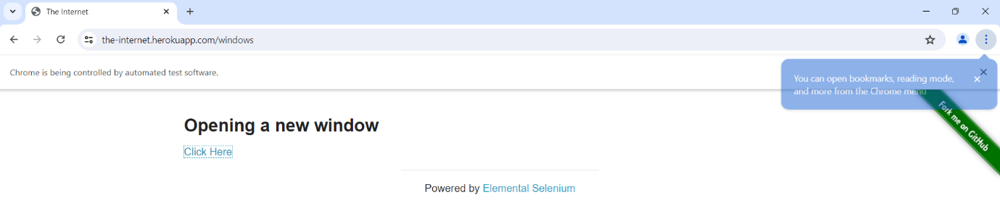 The Internet
the-internet.herokuapp.com/windows
Chrome is being controlled by automated test software.
You can open bookmarks, reading mode,
and more from the Chrome menu
Fork me on GitHub
Opening a new window
Click Here
Powered by Elemental Selenium